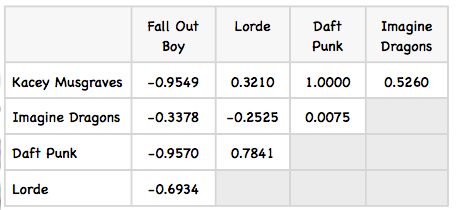 Fall Out Boy Lorde Daft Punk Imagine Dragons
Kacey Musgraves -0.9549 0.3210 1.0000 0.5260
Imagine Dragons -0.3378 -0.2525 0.0075
Daft Punk -0.9570 0.7841
Lorde -0.6934